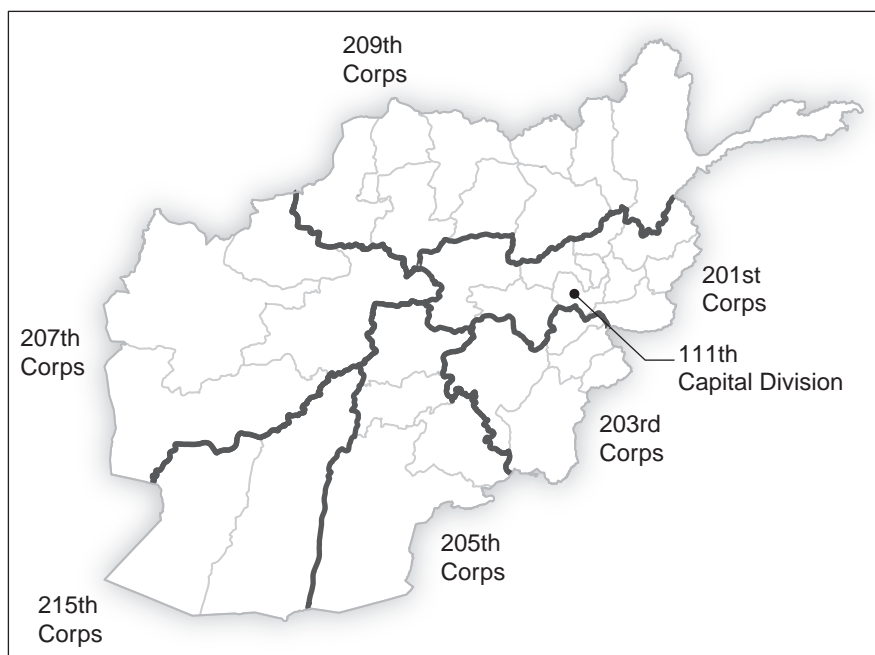 209th
Corps
201st
Corps
207th
Corps
111th
Capital Division
203rd
Corps
205th
Corps
215th
Corps